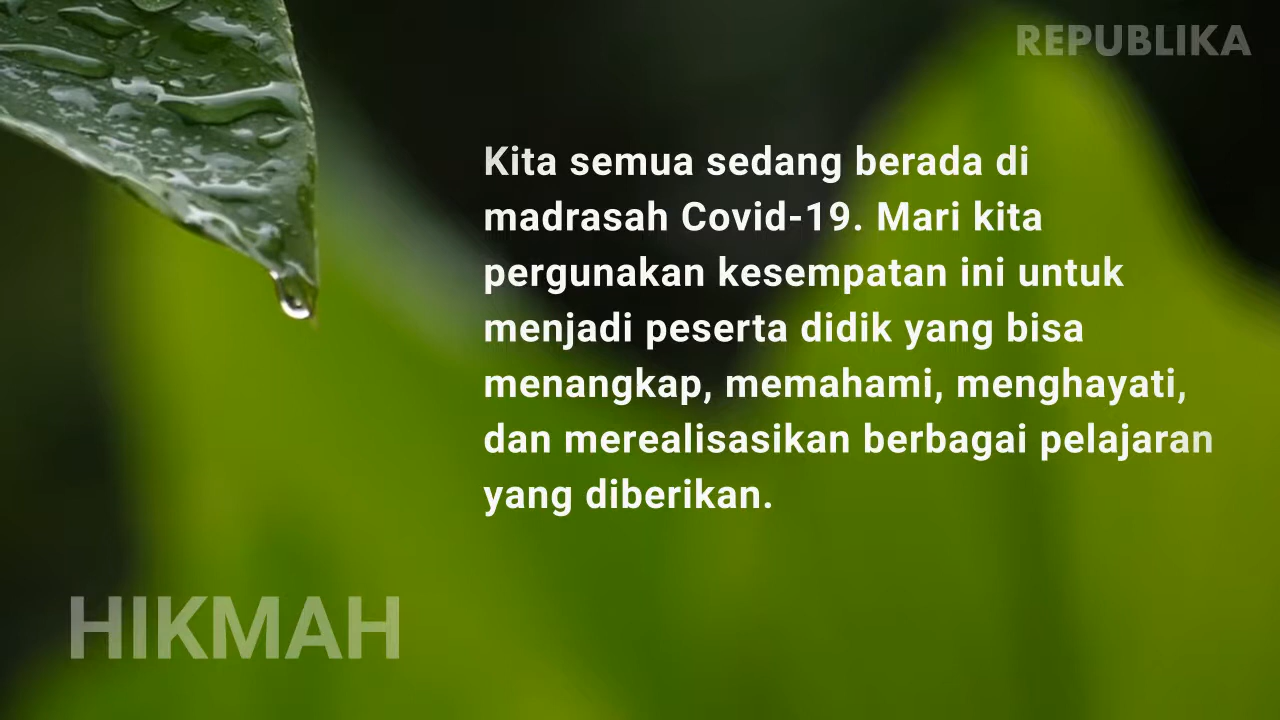 REPUBLIKA
Kita semua sedang berada di
madrasah Covid-19. Mari kita
pergunakan kesempatan ini untuk
menjadi peserta didik yang bisa
menangkap, memahami, menghayati,
dan merealisasikan berbagai pelajaran
yang diberikan.
HIKMAH